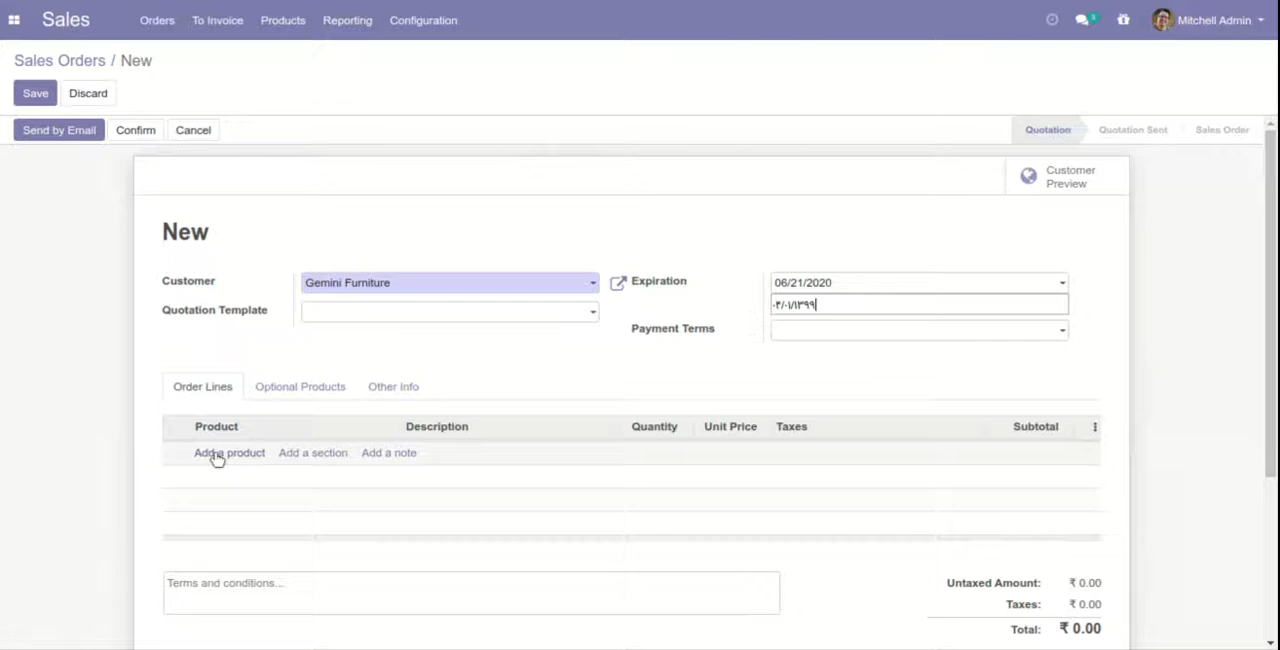 Sales Orders To Invoice Products Reporting Configuration 5 Mitchell Admin
Sales Orders / New
Save Discard
Send by Email Confirm Cancel Quotation Quotation Sent Sales Order
Customer
Preview
New
Customer Gemini Furniture Expiration 06/21/2020
۰۴/۰۱/۱۳۹۹
Quotation Template Payment Terms
Order Lines Optional Products Other Info
Product Description Quantity Unit Price Taxes Subtotal
Add a product Add a section Add a note
Terms and conditions...
Untaxed Amount: ₹ 0.00
Taxes: ₹ 0.00
Total: ₹ 0.00